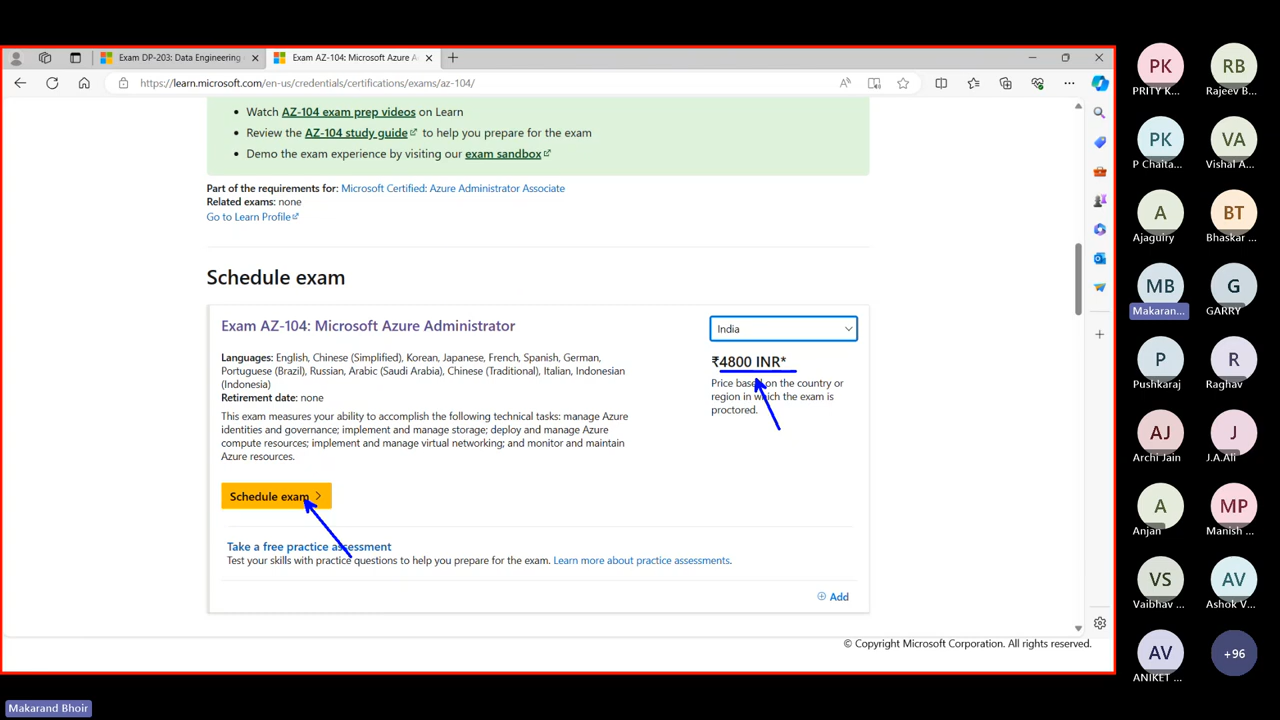 Exam DP-203: Data Engineering
Exam AZ-104: Microsoft Azure A
https://learn.microsoft.com/en-us/credentials/certifications/exams/az-104/
Watch AZ-104 exam prep videos on Learn
Review the AZ-104 study guide to help you prepare for the exam
Demo the exam experience by visiting our exam sandbox
Part of the requirements for: Microsoft Certified: Azure Administrator Associate
Related exams: none
Go to Learn Profile
Schedule exam
Exam AZ-104: Microsoft Azure Administrator
Languages: English, Chinese (Simplified), Korean, Japanese, French, Spanish, German,
Portuguese (Brazil), Russian, Arabic (Saudi Arabia), Chinese (Traditional), Italian, Indonesian
(Indonesia)
Retirement date: none
This exam measures your ability to accomplish the following technical tasks: manage Azure
identities and governance; implement and manage storage; deploy and manage Azure
compute resources; implement and manage virtual networking; and monitor and maintain
Azure resources.
Schedule exam
India
₹4800 INR*
Price based on the country or
region in which the exam is
proctored.
Take a free practice assessment
Test your skills with practice questions to help you prepare for the exam. Learn more about practice assessments.
Add
© Copyright Microsoft Corporation. All rights reserved.
PK
PRITY K...
RB
Rajeev B...
PK
P Chaita...
VA
Vishal A...
A
Ajaguiry
BT
Bhaskar ...
MB
Makaran...
G
GARRY
P
Pushkaraj
R
Raghav
AJ
Archi Jain
J
J.A.Ali
A
Anjan
MP
Manish ...
VS
Vaibhav ...
AV
Ashok V...
AV
ANIKET ...
+96
Makarand Bhoir